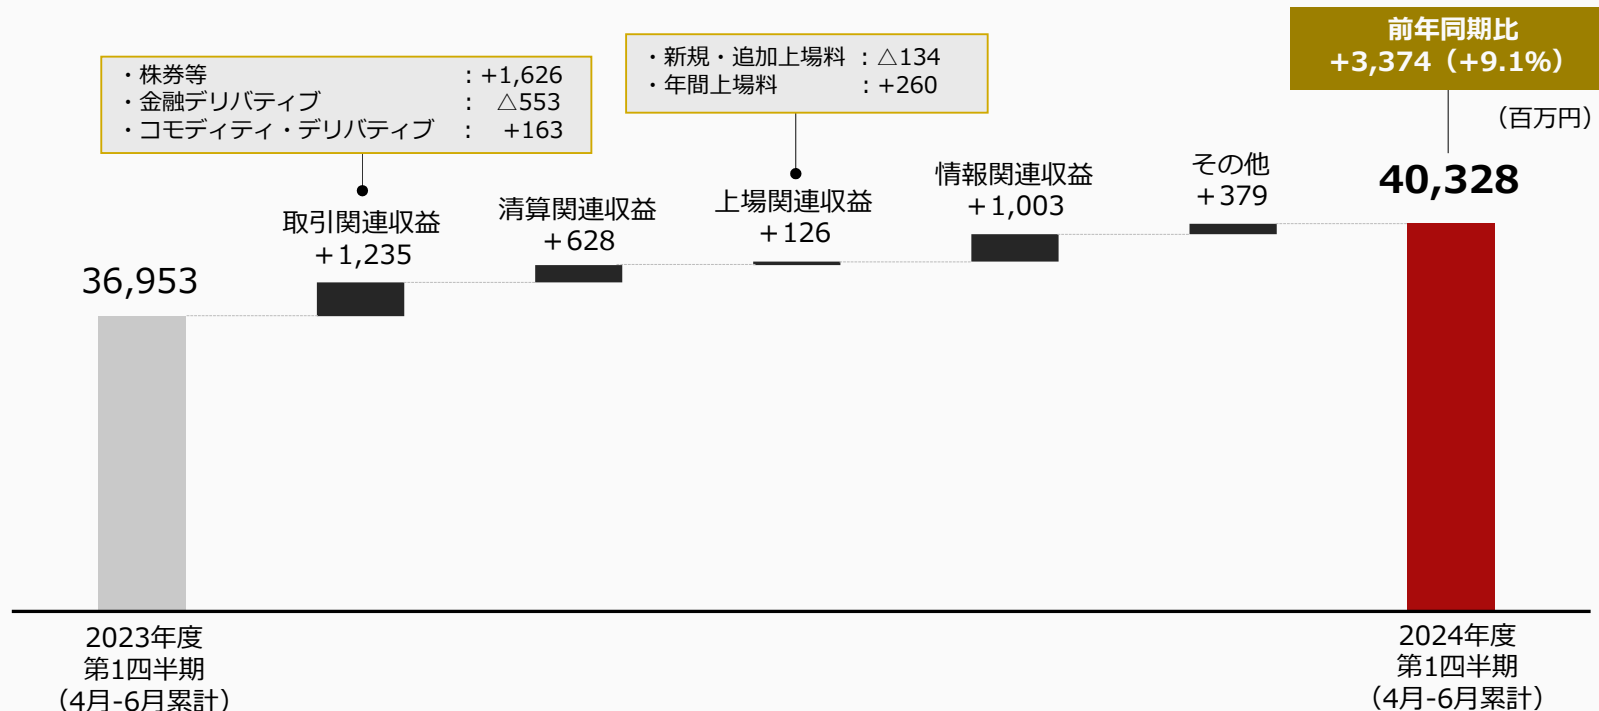 前年同期比
+3,374（+9.1%）
（百万円）
・株券等 ：+1,626
・金融デリバティブ ： △553
・コモディティ・デリバティブ ： +163
・新規・追加上場料 ：△134
・年間上場料 ：+260
36,953
取引関連収益
＋1,235
清算関連収益
＋628
上場関連収益
＋126
情報関連収益
＋1,003
その他
＋379
40,328
2023年度
第1四半期
（4月-6月累計）
2024年度
第1四半期
（4月-6月累計）